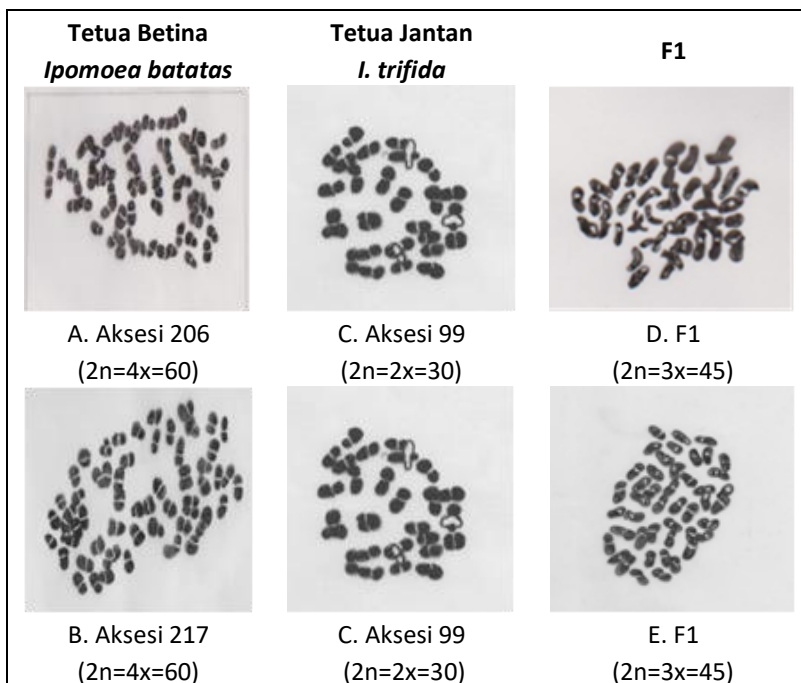 Tetua Betina
Ipomoea batatas
Tetua Jantan
I. trifida
F1
A. Aksesi 206
(2n=4x=60)
C. Aksesi 99
(2n=2x=30)
D. F1
(2n=3x=45)
B. Aksesi 217
(2n=4x=60)
C. Aksesi 99
(2n=2x=30)
E. F1
(2n=3x=45)